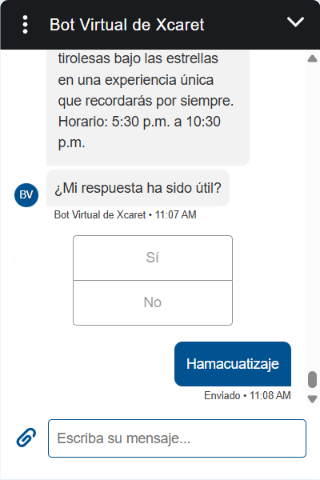 Bot Virtual de Xcaret
tirolesas bajo las estrellas
en una experiencia única
que recordarás por siempre.
Horario: 5:30 p.m. a 10:30
p.m.
¿Mi respuesta ha sido útil?
BV
Bot Virtual de Xcaret • 11:07 AM
Sí
No
Hamacuatizaje
Enviado • 11:08 AM
Escriba su mensaje...